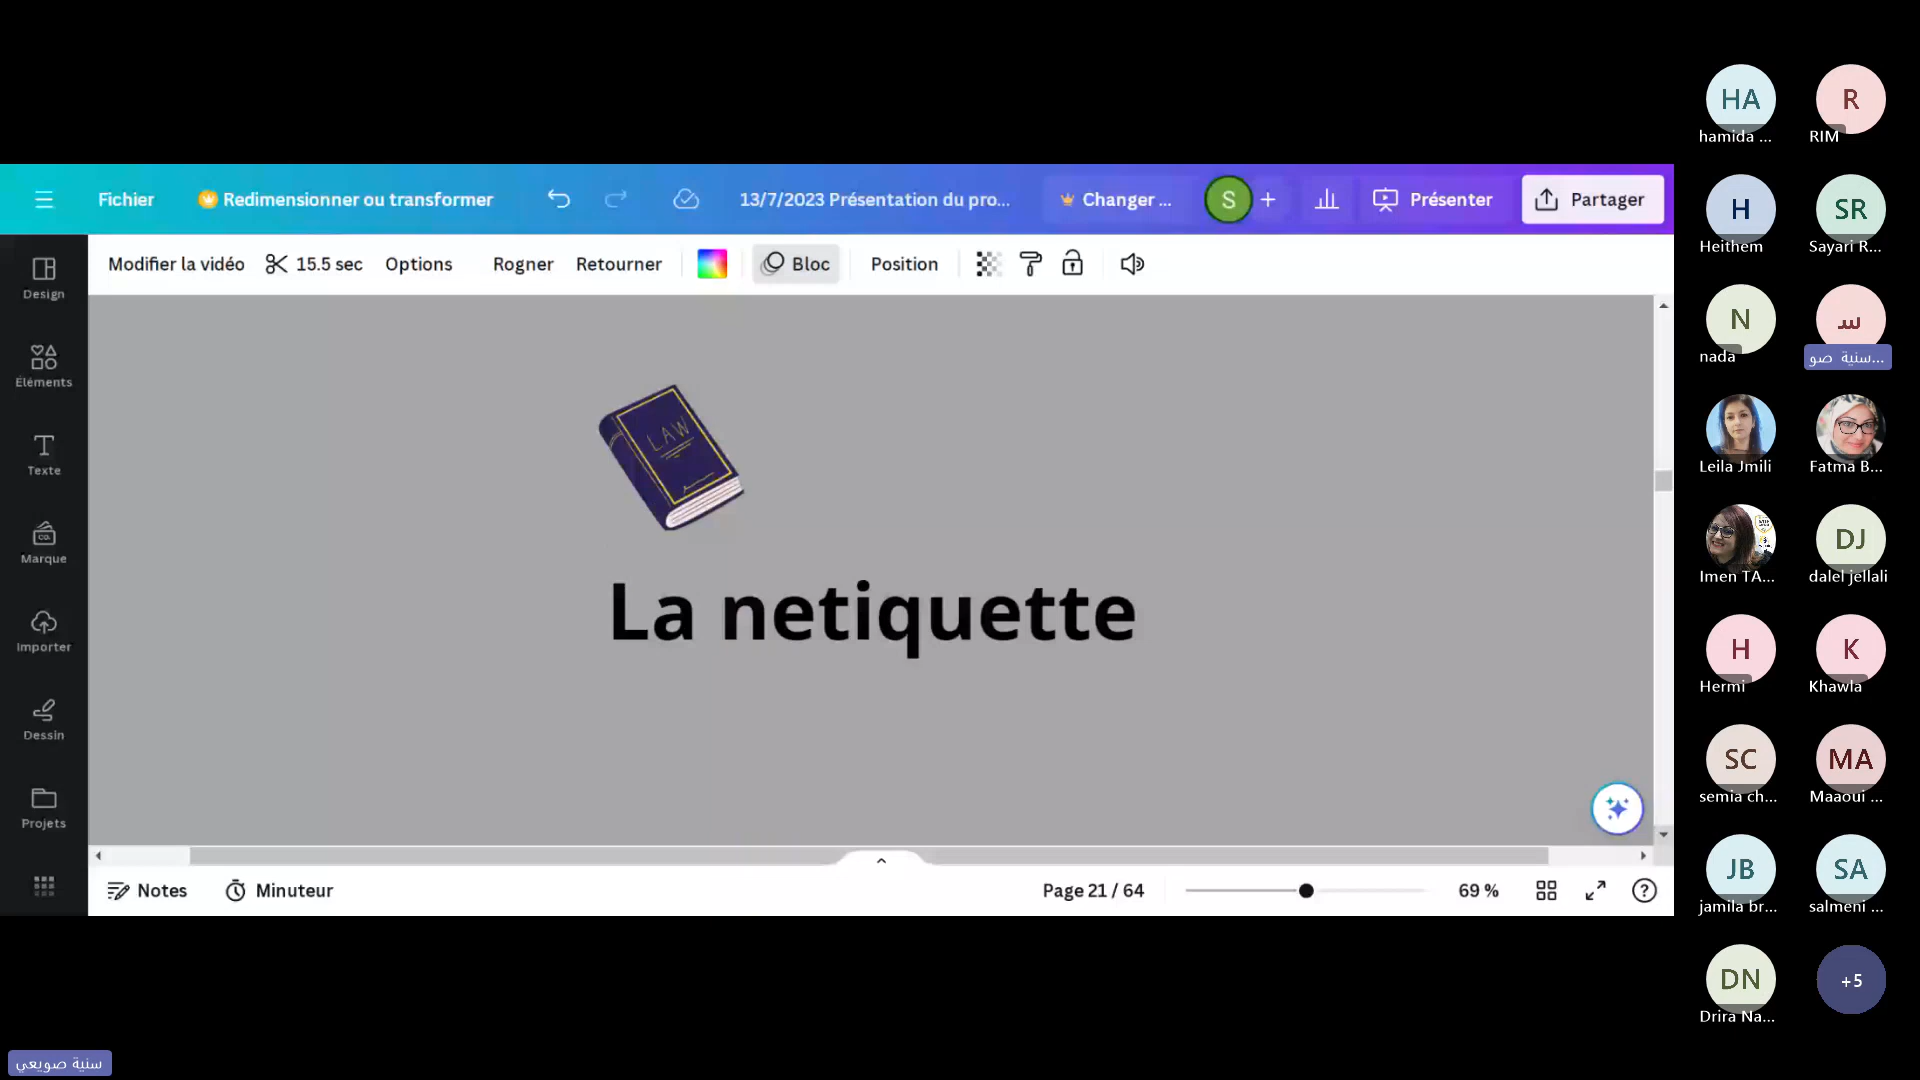 Fichier
Redimensionner ou transformer
13/7/2023 Présentation du pro...
Changer ...
S
Présenter
Partager
Modifier la vidéo
15.5 sec
Options
Rogner
Retourner
Bloc
Position
Design
Éléments
Texte
CO.
Marque
Importer
Dessin
Projets
LAW
La netiquette
Notes
Minuteur
Page 21 / 64
69 %
HA
hamida ...
R
RIM
H
Heithem
SR
Sayari R...
N
nada
س
سنية صو...
Leila Jmili
Fatma B...
Imen TA...
DJ
dalel jellali
H
Hermi
K
Khawla
SC
semia ch...
MA
Maaoui ...
JB
jamila br...
SA
salmeni ...
DN
Drira Na...
+5
سنية صويعي